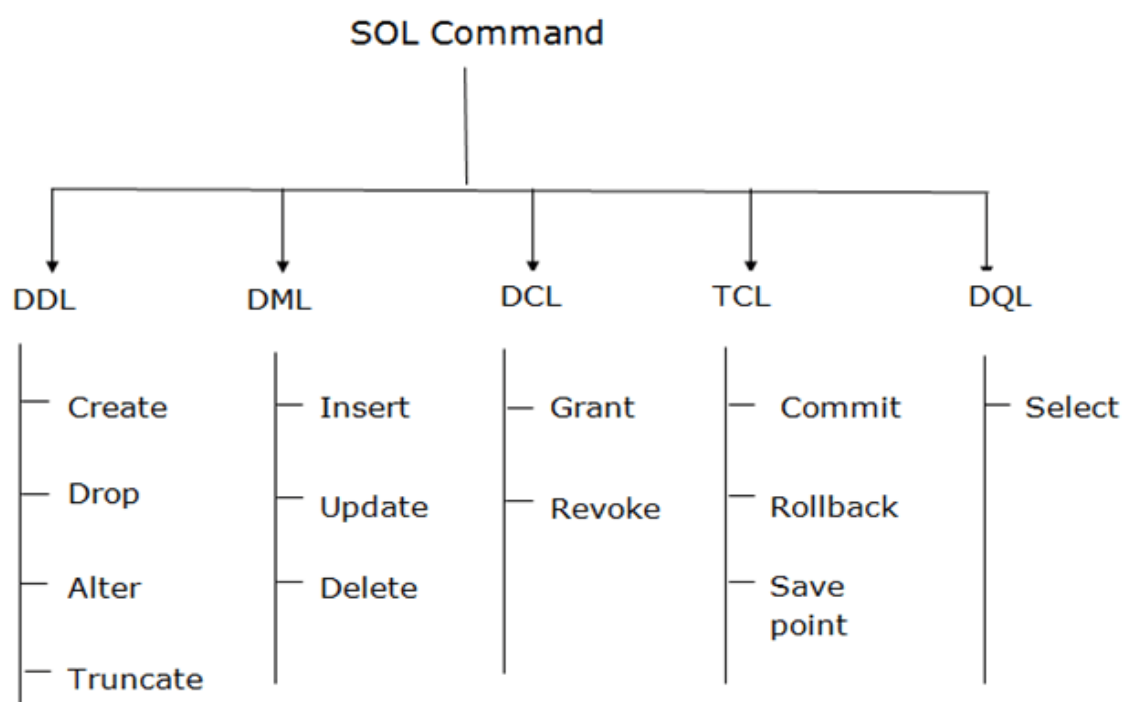 SOL Command
DDL
DML
DCL
TCL
DQL
Create
Drop
Alter
Truncate
Insert
Update
Delete
Grant
Revoke
Commit
Rollback
Save
point
Select